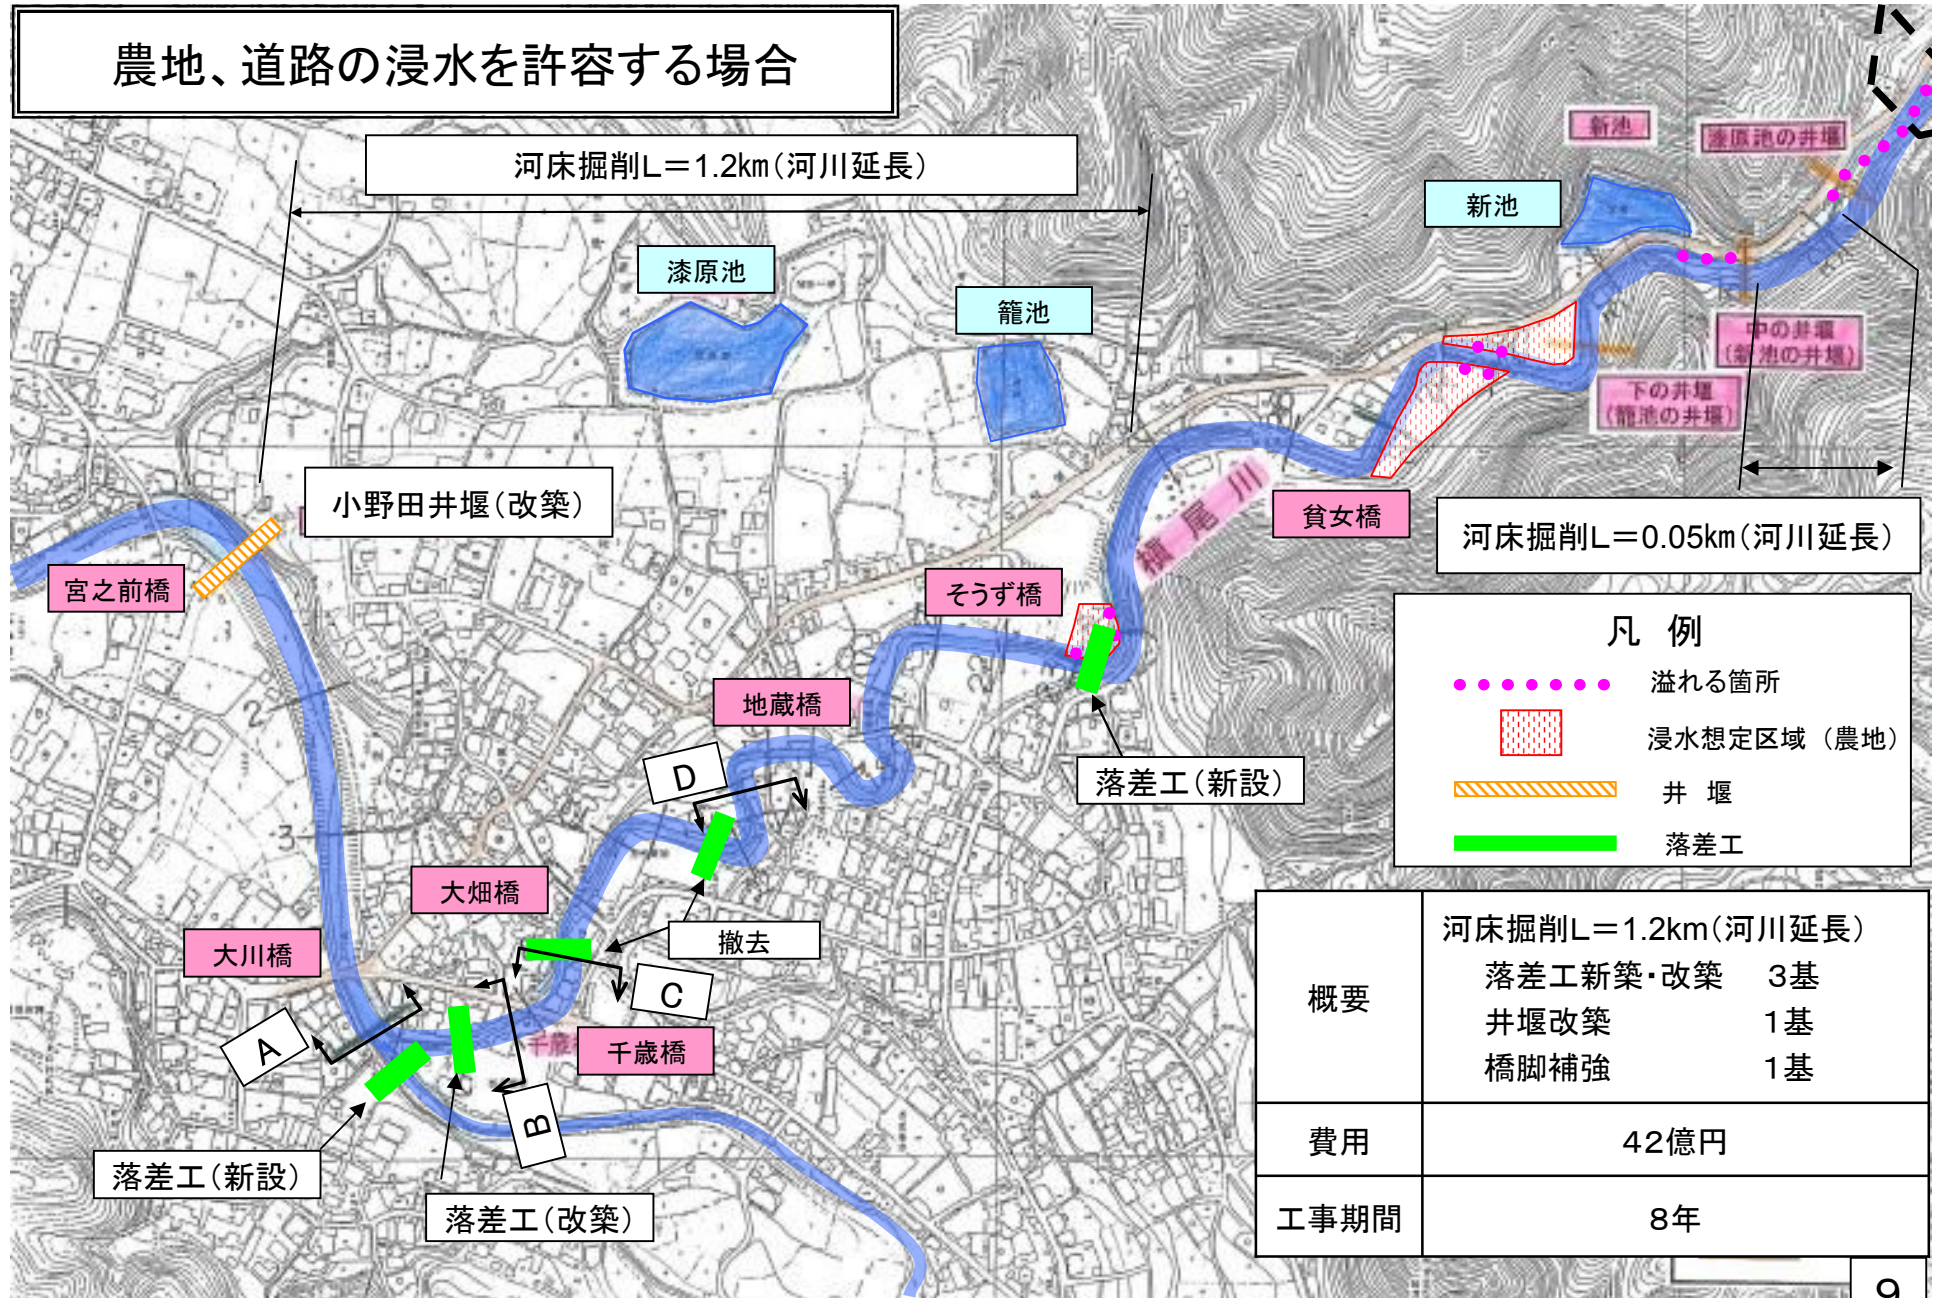 農地、道路の浸水を許容する場合
河床掘削L=1.2km(河川延長)
新池
漆原池の井堰
新池
漆原池
籠池
中の井堰
(新池の井堰)
下の井堰
(籠池の井堰)
小野田井堰(改築)
槇尾川
貧女橋
河床掘削L=0.05km(河川延長)
宮之前橋
そうず橋
地蔵橋
落差工(新設)
D
大畑橋
大川橋
撤去
C
A
千歳橋
B
落差工(新設)
落差工(改築)
2
2
3
凡 例
溢れる箇所
浸水想定区域(農地)
井 堰
落差工
概要
河床掘削L=1.2km(河川延長)
落差工新築・改築 3基
井堰改築 1基
橋脚補強 1基
費用 42億円
工事期間 8年
9